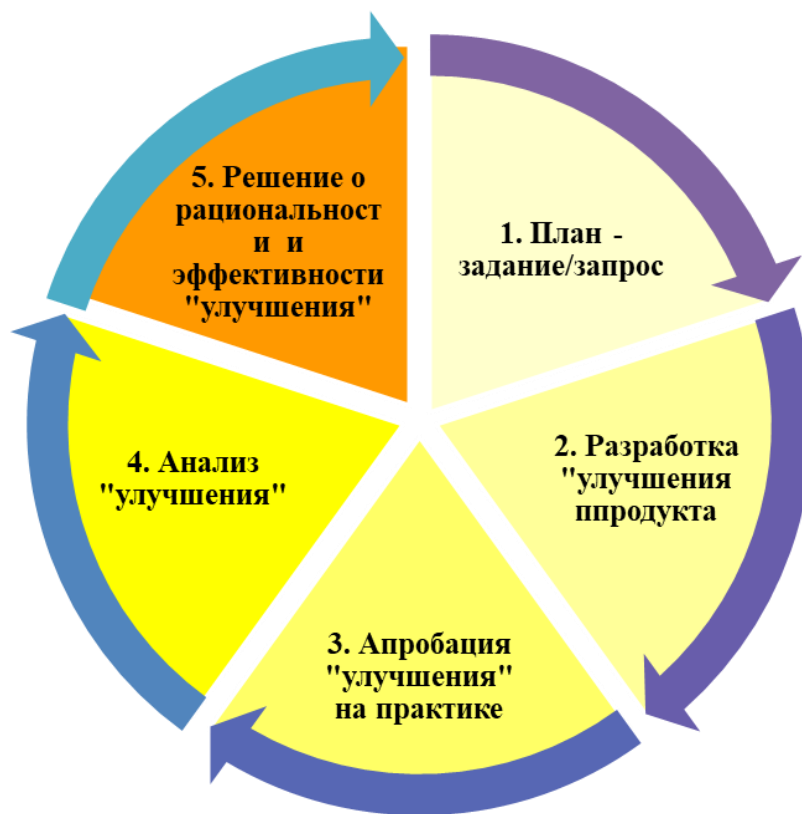 1. План -
задание/запрос
2. Разработка
"улучшения
ппродукта
3. Апробация
"улучшения"
на практике
4. Анализ
"улучшения"
5. Решение о
рациональност
и и
эффективности
"улучшения"